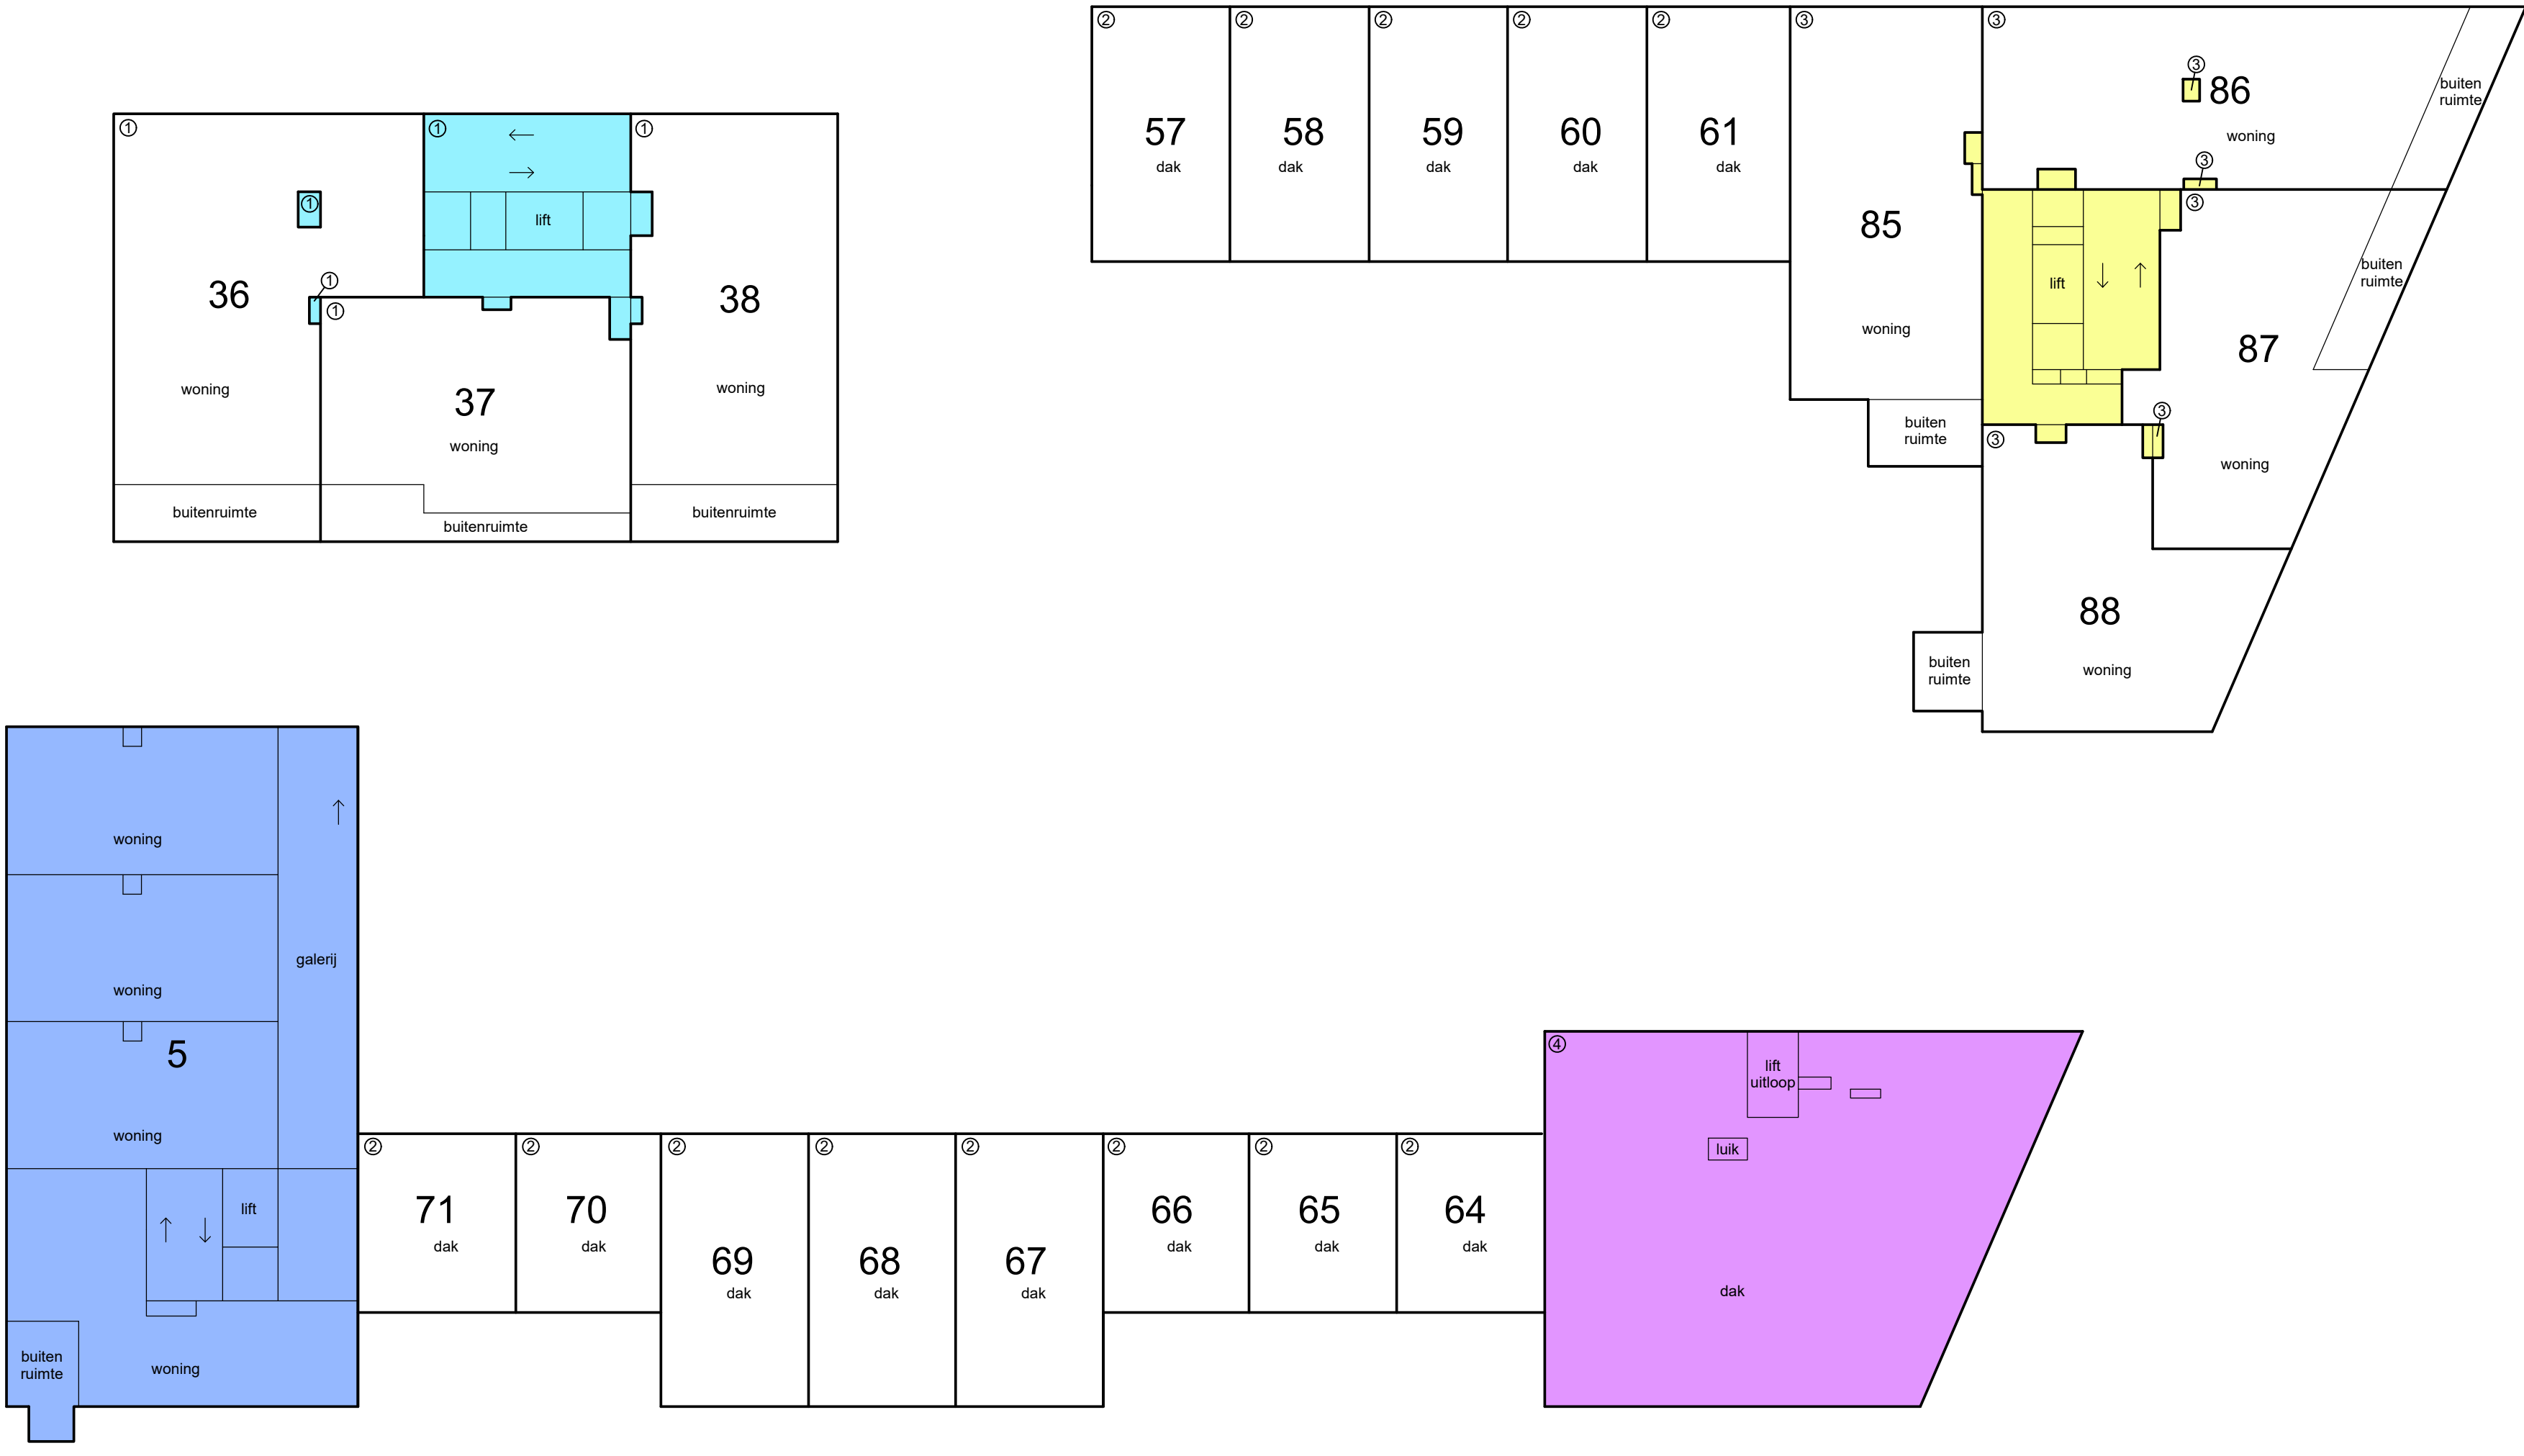 ①
①
①
①
lift
①
①
36
38
37
woning
woning
woning
buitenruimte
buitenruimte
buitenruimte
②
②
②
②
②
③
③
57
58
59
60
61
dak
dak
dak
dak
dak
③
86
woning
buiten
ruimte
③
③
85
woning
buiten
ruimte
lift
buiten
ruimte
87
woning
③
③
88
woning
buiten
ruimte
woning
woning
galerij
5
woning
lift
buiten
ruimte
woning
②
②
②
②
②
②
②
②
71
70
69
68
67
66
65
64
dak
dak
dak
dak
dak
dak
dak
dak
④
lift
uitloop
luik
dak